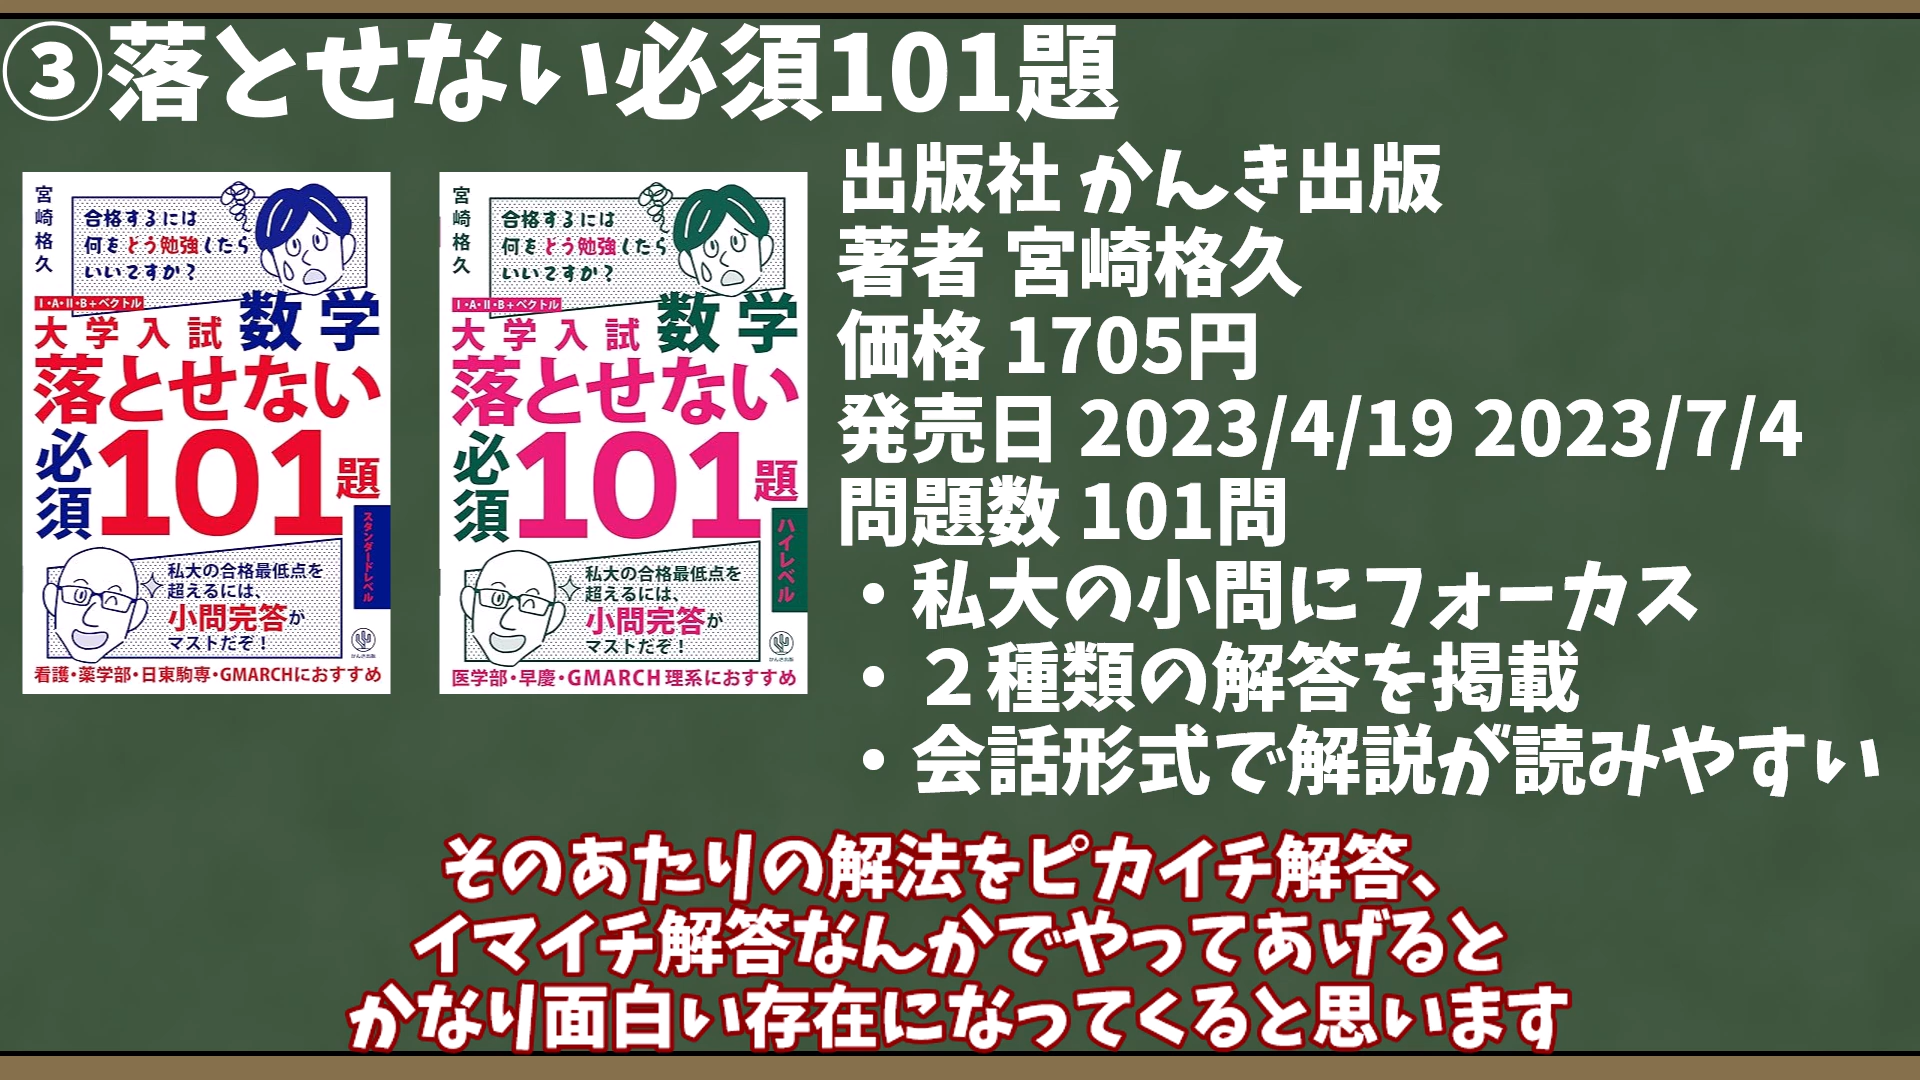 ③落とせない必須101題
宮崎格久
合格するには
何をどう勉強したら
いいですか?
I・A・II・B+ベクトル
大学入試 数学
落とせない
必須101題
スタンダードレベル
私大の合格最低点を
超えるには、
小問完答が
マストだぞ!
かんき出版
看護・薬学部・日東駒専・GMARCHにおすすめ
宮崎格久
合格するには
何をどう勉強したら
いいですか?
I・A・II・B+ベクトル
大学入試 数学
落とせない
必須101題
ハイレベル
私大の合格最低点を
超えるには、
小問完答が
マストだぞ!
かんき出版
医学部・早慶・GMARCH理系におすすめ
出版社 かんき出版
著者 宮崎格久
価格 1705円
発売日 2023/4/19 2023/7/4
問題数 101問
・私大の小問にフォーカス
・２種類の解答を掲載
・会話形式で解説が読みやすい
そのあたりの解法をピカイチ解答、
イマイチ解答なんかでやってあげると
かなり面白い存在になってくると思います